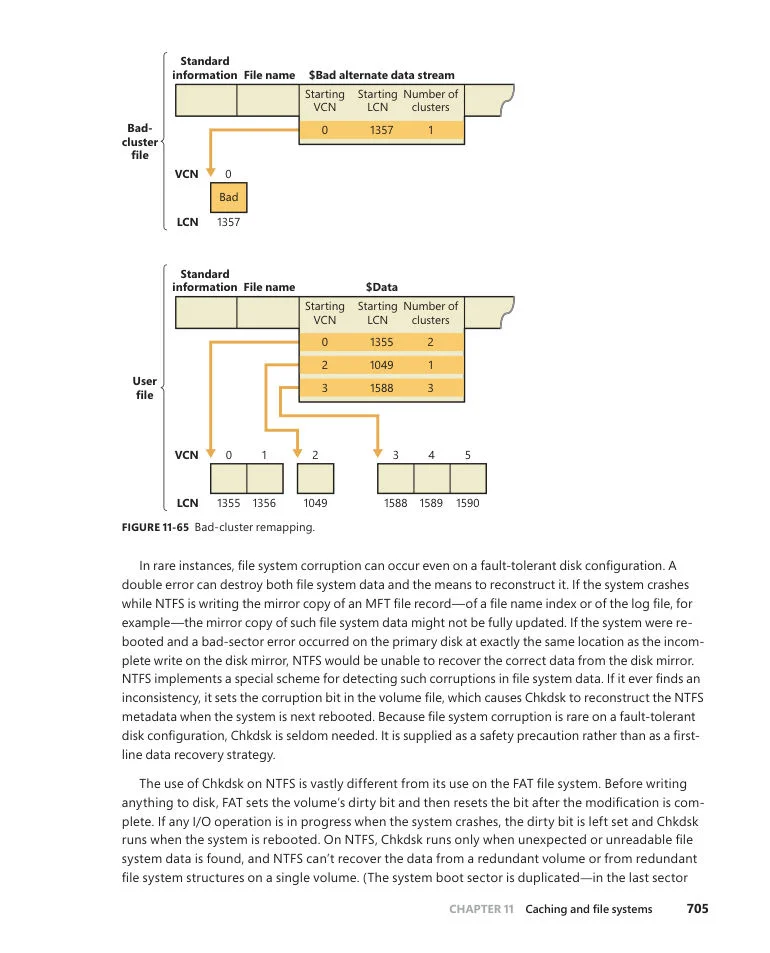 Standard
information File name $Bad alternate data stream
Starting Starting Number of
VCN LCN clusters
0 1357 1
Bad-
cluster
file
VCN 0
Bad
LCN 1357
Standard
information File name $Data
Starting Starting Number of
VCN LCN clusters
0 1355 2
2 1049 1
3 1588 3
User
file
VCN 0 1 2 3 4 5
LCN 1355 1356 1049 1588 1589 1590
FIGURE 11-65 Bad-cluster remapping.
In rare instances, file system corruption can occur even on a fault-tolerant disk configuration. A
double error can destroy both file system data and the means to reconstruct it. If the system crashes
while NTFS is writing the mirror copy of an MFT file record—of a file name index or of the log file, for
example—the mirror copy of such file system data might not be fully updated. If the system were re-
booted and a bad-sector error occurred on the primary disk at exactly the same location as the incom-
plete write on the disk mirror, NTFS would be unable to recover the correct data from the disk mirror.
NTFS implements a special scheme for detecting such corruptions in file system data. If it ever finds an
inconsistency, it sets the corruption bit in the volume file, which causes Chkdsk to reconstruct the NTFS
metadata when the system is next rebooted. Because file system corruption is rare on a fault-tolerant
disk configuration, Chkdsk is seldom needed. It is supplied as a safety precaution rather than as a first-
line data recovery strategy.
The use of Chkdsk on NTFS is vastly different from its use on the FAT file system. Before writing
anything to disk, FAT sets the volume's dirty bit and then resets the bit after the modification is com-
plete. If any I/O operation is in progress when the system crashes, the dirty bit is left set and Chkdsk
runs when the system is rebooted. On NTFS, Chkdsk runs only when unexpected or unreadable file
system data is found, and NTFS can't recover the data from a redundant volume or from redundant
file system structures on a single volume. (The system boot sector is duplicated—in the last sector
CHAPTER 11 Caching and file systems 705